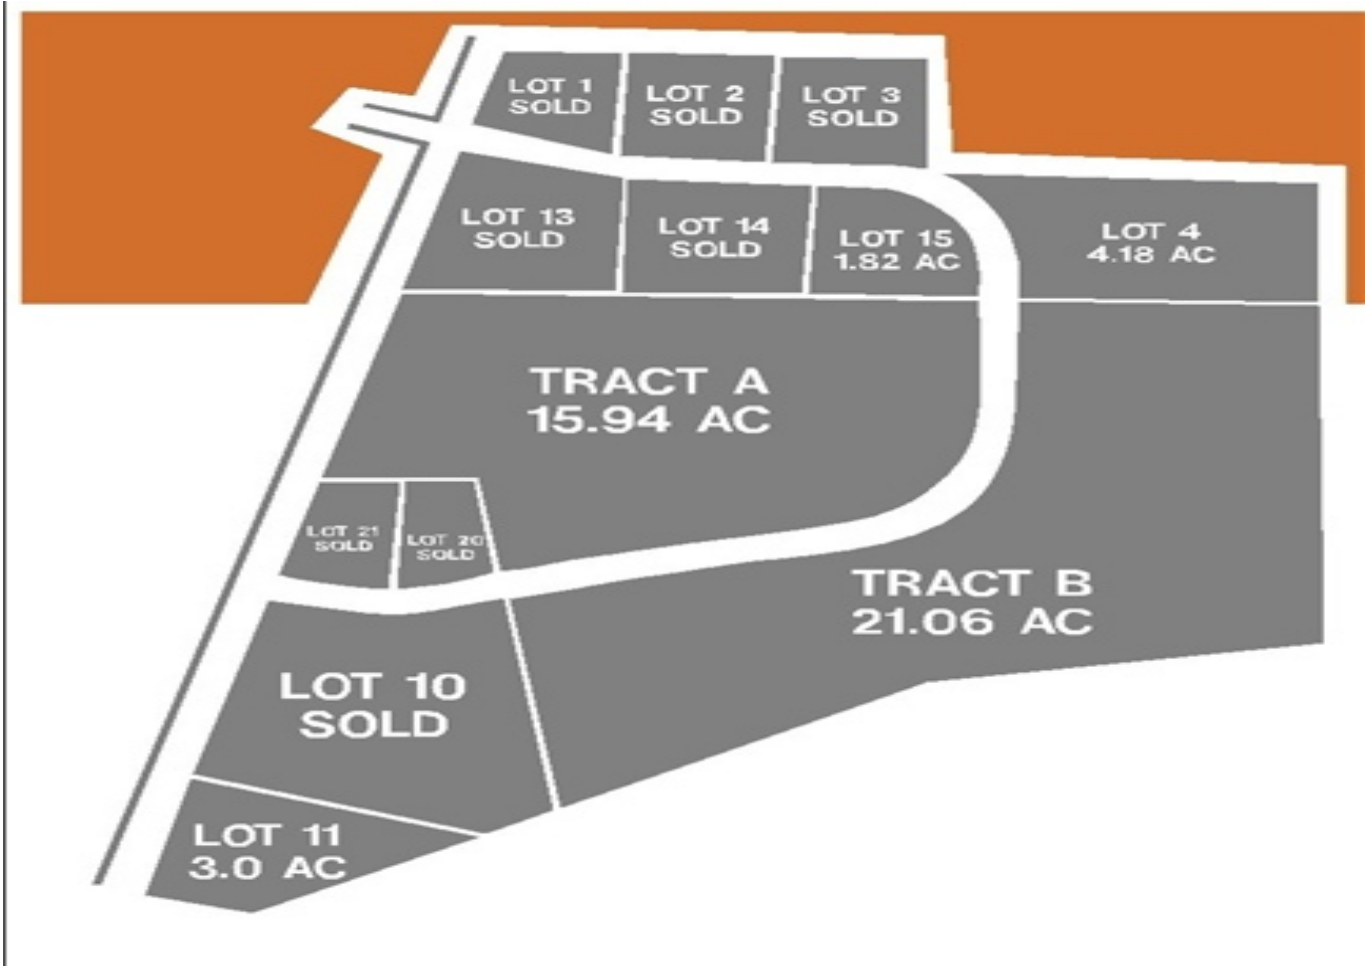 LOT 1
SOLD
LOT 2
SOLD
LOT 3
SOLD
LOT 13
SOLD
LOT 14
SOLD
LOT 15
1.82 AC
LOT 4
4.18 AC
TRACT A
15.94 AC
LOT 21
SOLD
LOT 20
SOLD
TRACT B
21.06 AC
LOT 10
SOLD
LOT 11
3.0 AC